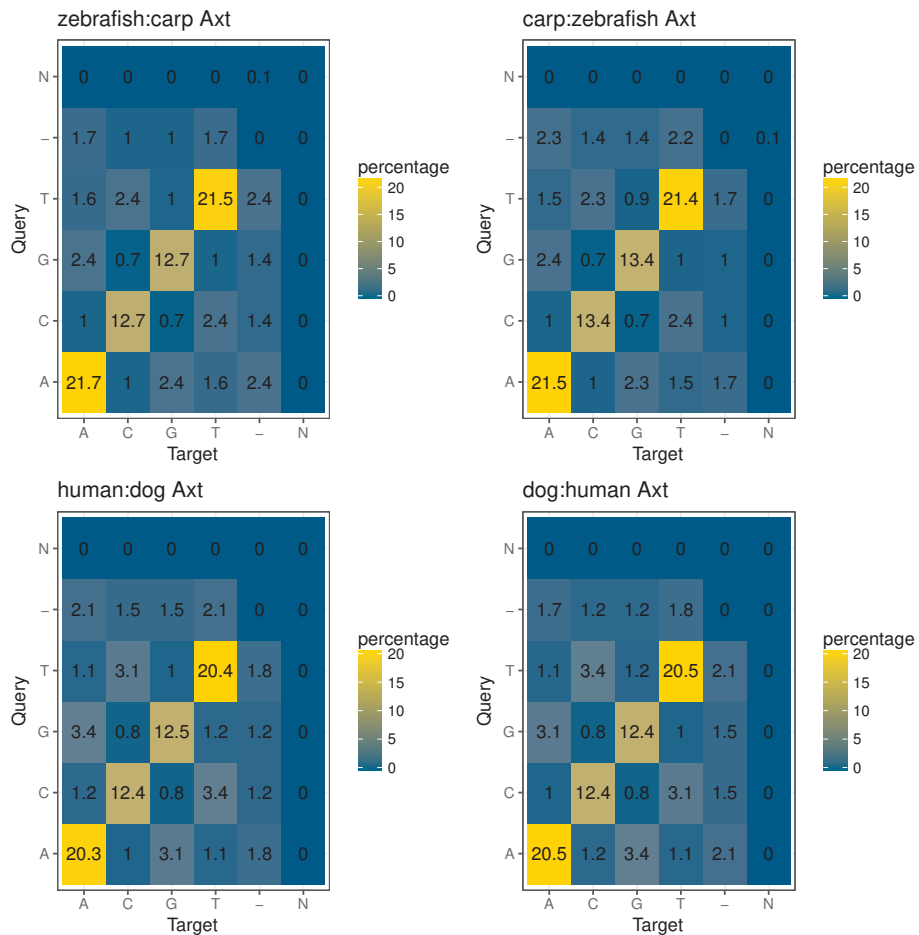 zebrafish:carp Axt
N 0 0 0 0 0.1 0
– 1.7 1 1 1.7 0 0
T 1.6 2.4 1 21.5 2.4 0
G 2.4 0.7 12.7 1 1.4 0
C 1 12.7 0.7 2.4 1.4 0
A 21.7 1 2.4 1.6 2.4 0
A C G T – N
Target
Query
percentage
20
15
10
5
0
carp:zebrafish Axt
N 0 0 0 0 0 0
– 2.3 1.4 1.4 2.2 0 0.1
T 1.5 2.3 0.9 21.4 1.7 0
G 2.4 0.7 13.4 1 1 0
C 1 13.4 0.7 2.4 1 0
A 21.5 1 2.3 1.5 1.7 0
A C G T – N
Target
Query
percentage
20
15
10
5
0
human:dog Axt
N 0 0 0 0 0 0
– 2.1 1.5 1.5 2.1 0 0
T 1.1 3.1 1 20.4 1.8 0
G 3.4 0.8 12.5 1.2 1.2 0
C 1.2 12.4 0.8 3.4 1.2 0
A 20.3 1 3.1 1.1 1.8 0
A C G T – N
Target
Query
percentage
20
15
10
5
0
dog:human Axt
N 0 0 0 0 0 0
– 1.7 1.2 1.2 1.8 0 0
T 1.1 3.4 1.2 20.5 2.1 0
G 3.1 0.8 12.4 1 1.5 0
C 1 12.4 0.8 3.1 1.5 0
A 20.5 1.2 3.4 1.1 2.1 0
A C G T – N
Target
Query
percentage
20
15
10
5
0